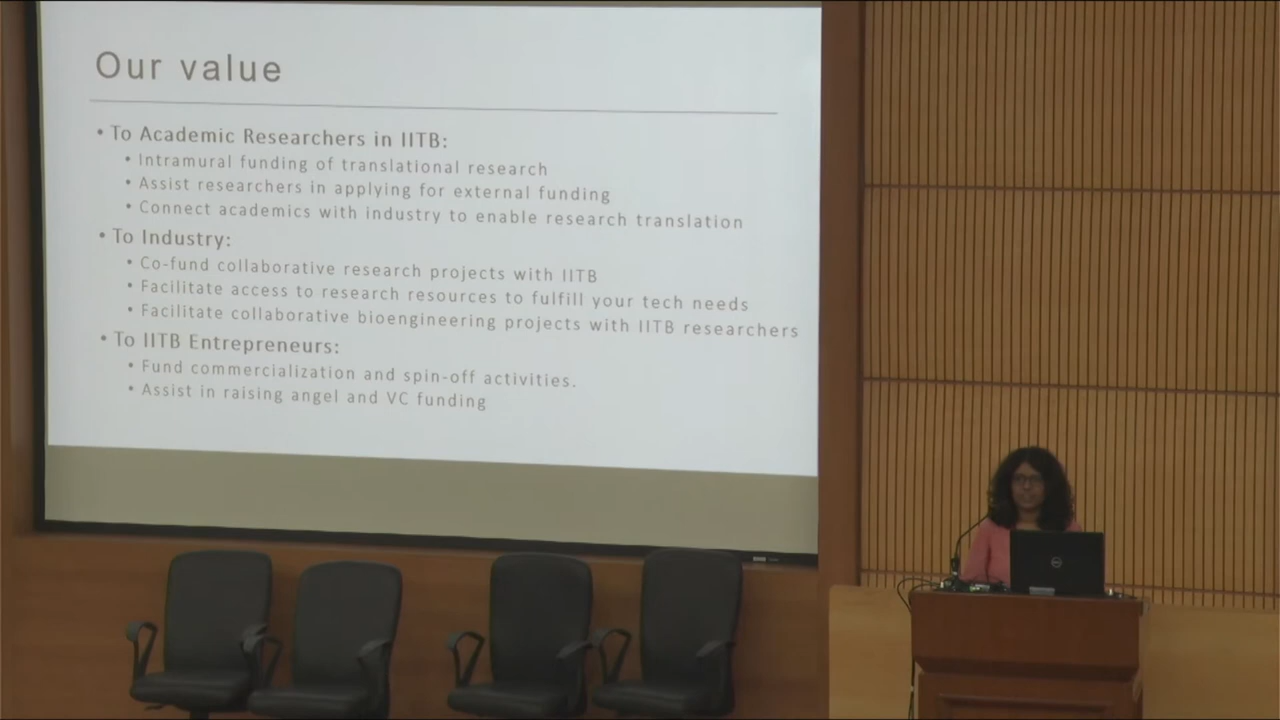 Our value
• To Academic Researchers in IITB:
• Intramural funding of translational research
• Assist researchers in applying for external funding
• Connect academics with industry to enable research translation
• To Industry:
• Co-fund collaborative research projects with IITB
• Facilitate access to research resources to fulfill your tech needs
• Facilitate collaborative bioengineering projects with IITB researchers
• To IITB Entrepreneurs:
• Fund commercialization and spin-off activities.
• Assist in raising angel and VC funding
DELL